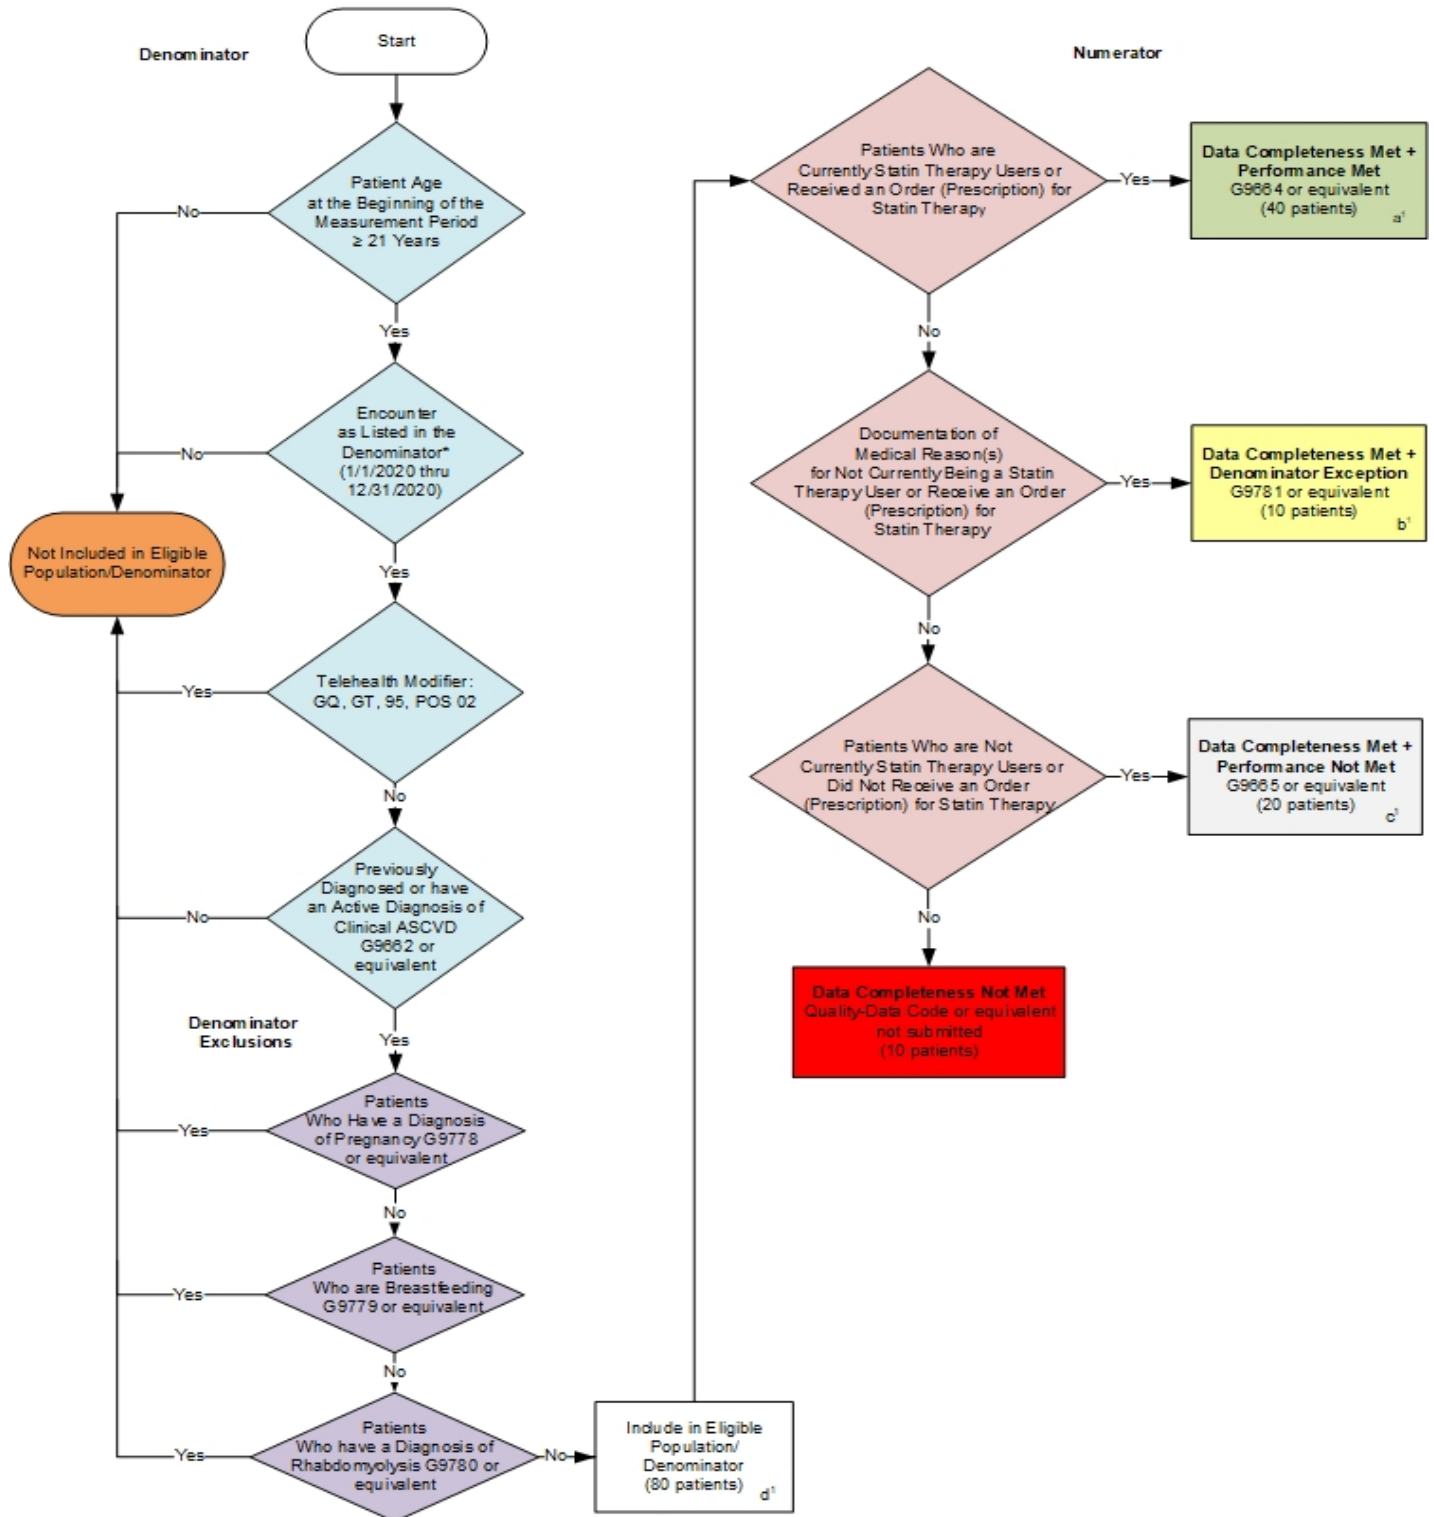 Denominator
Start
Patient Age
at the Beginning of the
Measurement Period
≥ 21 Years
No
Yes
Encounter
as Listed in the
Denominator*
(1/1/2020 thru
12/31/2020)
No
Not Included in Eligible
Population/Denominator
Yes
Telehealth Modifier:
GQ, GT, 95, POS 02
Yes
No
Previously
Diagnosed or have
an Active Diagnosis of
Clinical ASCVD
G9662 or
equivalent
No
Denominator
Exclusions
Yes
Patients
Who Have a Diagnosis
of Pregnancy G9778
or equivalent
Yes
No
Patients
Who are Breastfeeding
G9779 or equivalent
Yes
No
Patients
Who have a Diagnosis of
Rhabdomyolysis G9780 or
equivalent
Yes
No
Include in Eligible
Population/
Denominator
(80 patients)
d¹
Numerator
Patients Who are
Currently Statin Therapy Users or
Received an Order (Prescription) for
Statin Therapy
Yes
Data Completeness Met +
Performance Met
G9664 or equivalent
(40 patients)
a¹
No
Documentation of
Medical Reason(s)
for Not Currently Being a Statin
Therapy User or Receive an Order
(Prescription) for
Statin Therapy
Yes
Data Completeness Met +
Denominator Exception
G9781 or equivalent
(10 patients)
b¹
No
Patients Who are Not
Currently Statin Therapy Users or
Did Not Receive an Order
(Prescription) for Statin Therapy
Yes
Data Completeness Met +
Performance Not Met
G9665 or equivalent
(20 patients)
c¹
No
Data Completeness Not Met
Quality-Data Code or equivalent
not submitted
(10 patients)